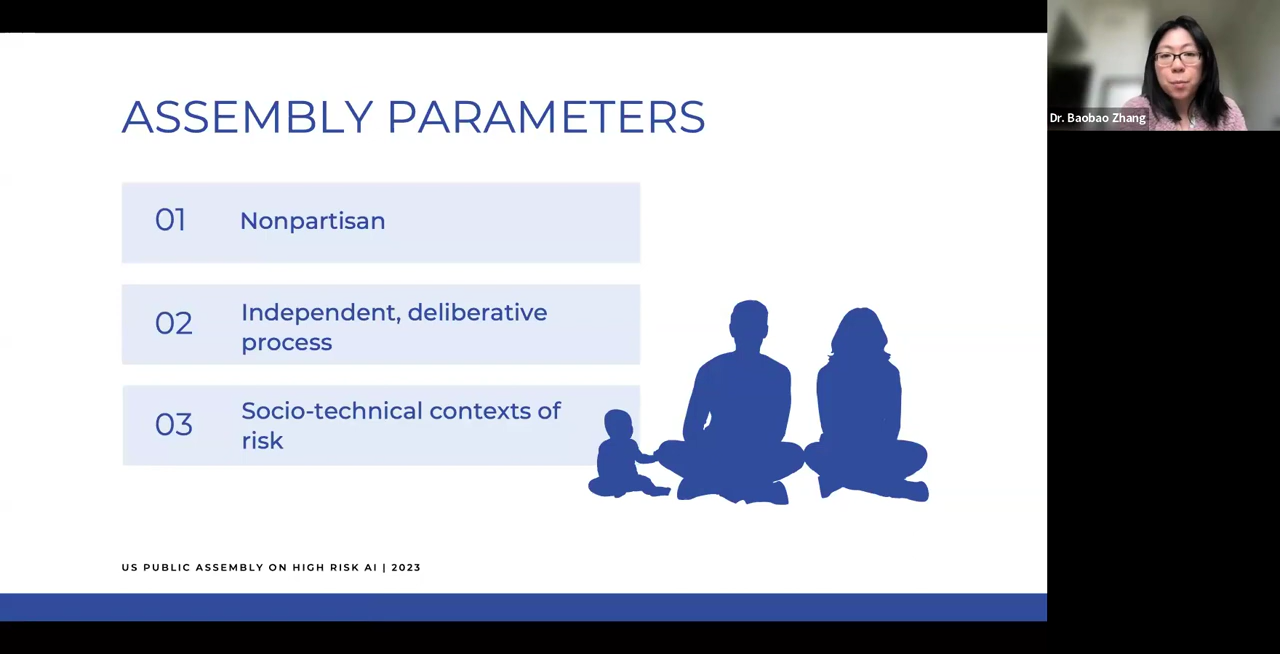 ASSEMBLY PARAMETERS
01
Nonpartisan
02
Independent, deliberative
process
03
Socio-technical contexts of
risk
US PUBLIC ASSEMBLY ON HIGH RISK AI | 2023
Dr. Baobao Zhang